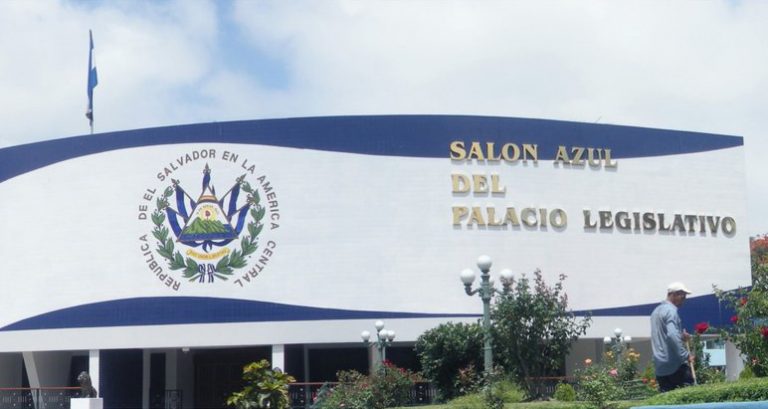 REPUBLICA DE EL SALVADOR EN LA AMERICA CENTRAL
SALON AZUL
DEL
PALACIO LEGISLATIVO